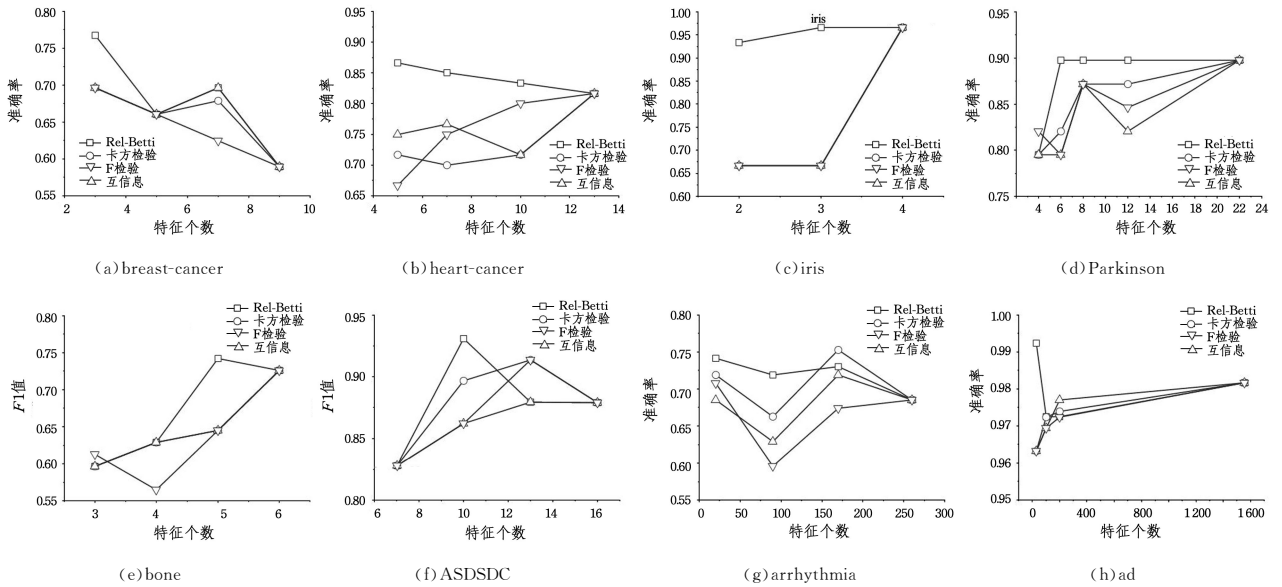 0.80
0.75
0.70
0.65
0.60
0.55
准确率
Rel-Betti
卡方检验
F检验
互信息
2 4 6 8 10
特征个数
(a)breast-cancer
0.95
0.90
0.85
0.80
0.75
0.70
0.65
准确率
Rel-Betti
卡方检验
F检验
互信息
4 6 8 10 12 14
特征个数
(b)heart-cancer
iris
1.00
0.95
0.90
0.85
0.80
0.75
0.70
0.65
0.60
准确率
Rel-Betti
卡方检验
F检验
互信息
2 3 4
特征个数
(c)iris
0.95
0.90
0.85
0.80
0.75
准确率
Rel-Betti
卡方检验
F检验
互信息
4 6 8 10 12 14 16 18 20 22 24
特征个数
(d)Parkinson
0.80
0.75
0.70
0.65
0.60
0.55
F1值
Rel-Betti
卡方检验
F检验
互信息
3 4 5 6
特征个数
(e)bone
0.95
0.90
0.85
0.80
F1值
Rel-Betti
卡方检验
F检验
互信息
6 8 10 12 14 16
特征个数
(f)ASDSDC
0.80
0.75
0.70
0.65
0.60
0.55
准确率
Rel-Betti
卡方检验
F检验
互信息
0 50 100 150 200 250 300
特征个数
(g)arrhythmia
1.00
0.99
0.98
0.97
0.96
0.95
准确率
Rel-Betti
卡方检验
F检验
互信息
0 400 800 1 200 1 600
特征个数
(h)ad